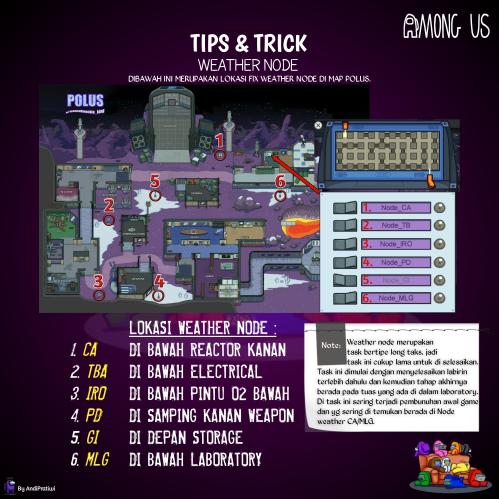 AMONG US
TIPS & TRICK
WEATHER NODE
DIBAWAH INI MERUPAKAN LOKASI FIX WEATHER NODE DI MAP POLUS.
POLUS
1
5
6
2
3
4
1. Node_CA
2. Node_TB
3. Node_IRO
4. Node_PD
5. Node_GI
6. Node_MLG
LOKASI WEATHER NODE :
1. CA DI BAWAH REACTOR KANAN
2. TBA DI BAWAH ELECTRICAL
3. IRO DI BAWAH PINTU O2 BAWAH
4. PD DI SAMPING KANAN WEAPON
5. GI DI DEPAN STORAGE
6. MLG DI BAWAH LABORATORY
Note: Weather node merupakan
task bertipe long taks, jadi
task ini cukup lama untuk di selesaikan.
Task ini dimulai dengan menyelesaikan labirin
terlebih dahulu dan kemudian tahap akhirnya
berada pada tuas yang ada di dalam laboratory.
Di task ini sering terjadi pembunuhan awal game
dan yg sering di temukan berada di Node
weather CA/MLG.
By AndiPratiwi